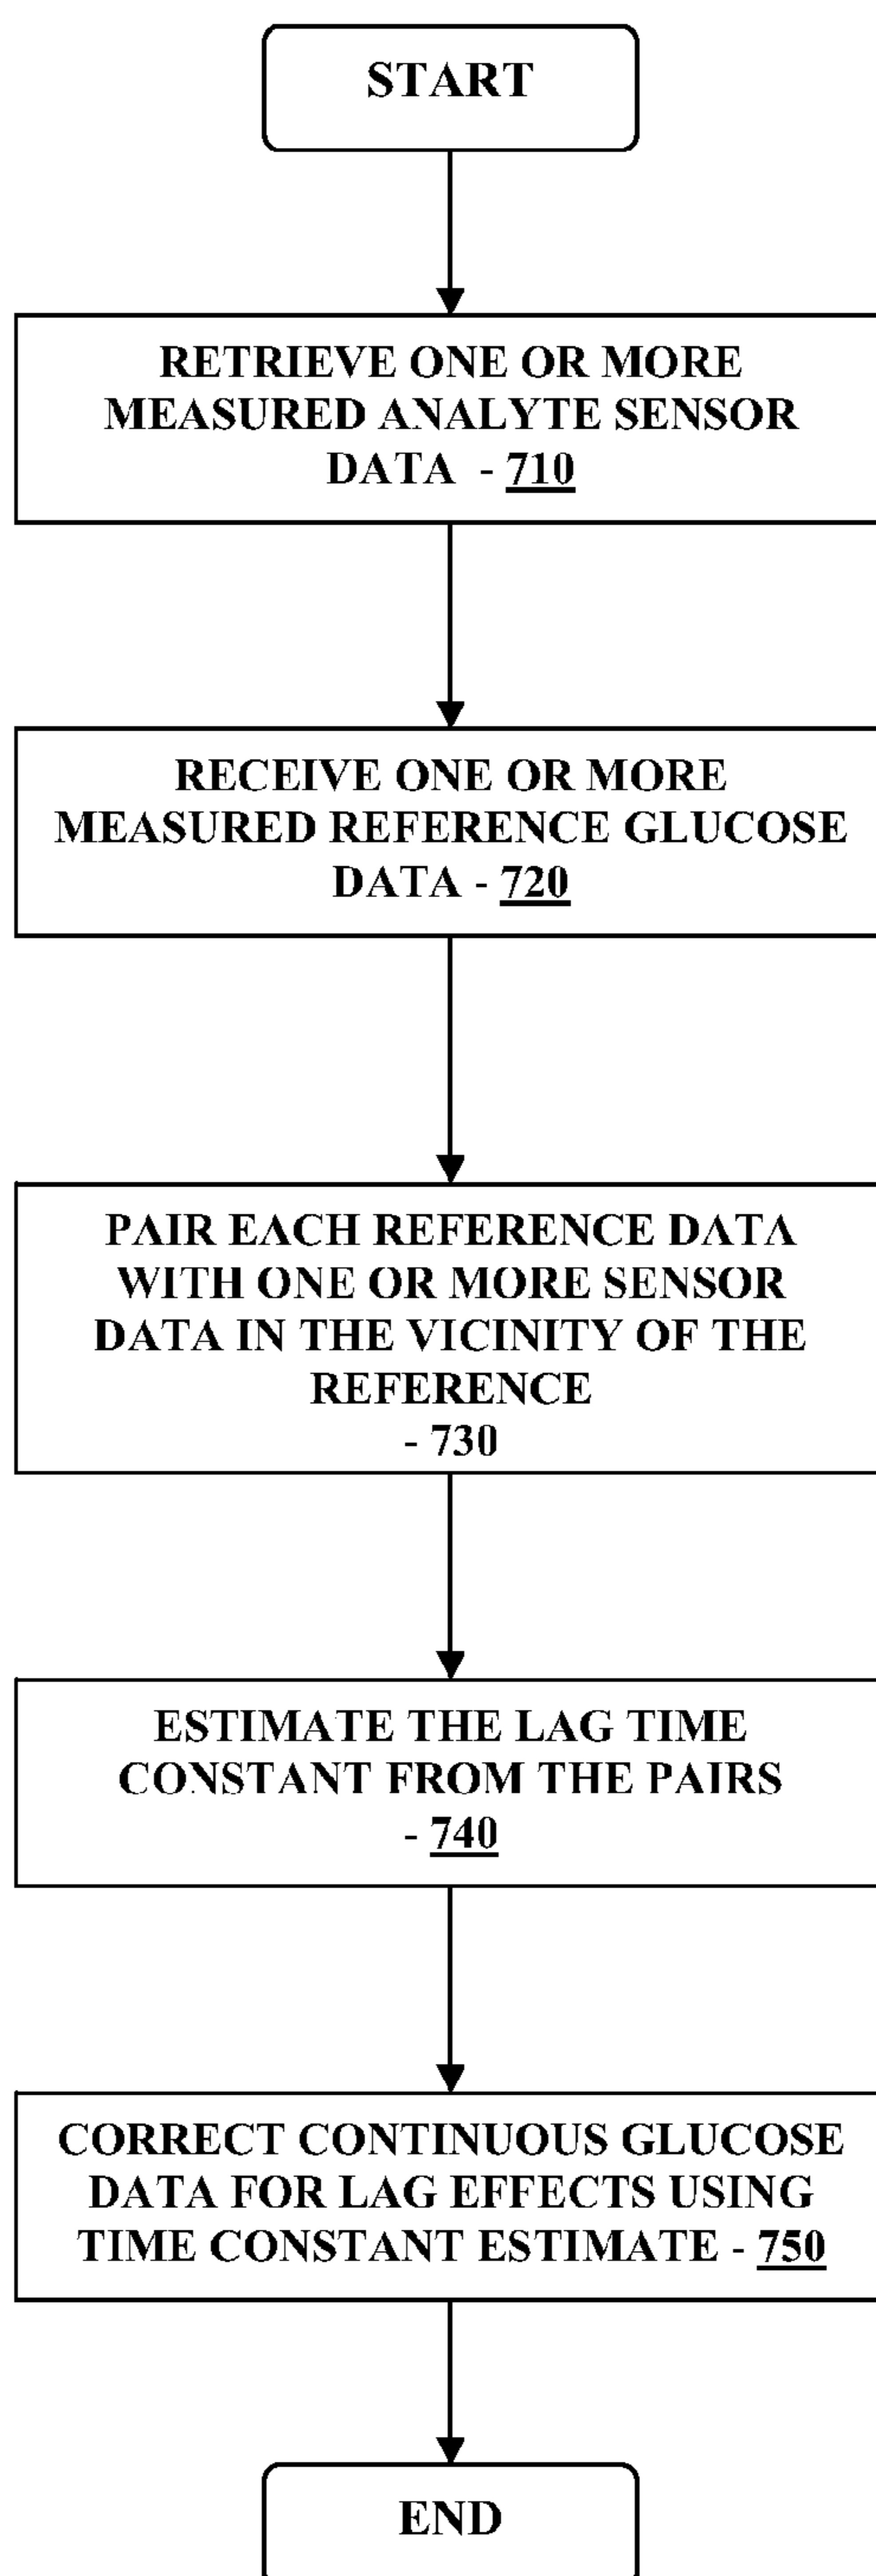 START
RETRIEVE ONE OR MORE
MEASURED ANALYTE SENSOR
DATA - 710
RECEIVE ONE OR MORE
MEASURED REFERENCE GLUCOSE
DATA - 720
PAIR EACH REFERENCE DATA
WITH ONE OR MORE SENSOR
DATA IN THE VICINITY OF THE
REFERENCE
- 730
ESTIMATE THE LAG TIME
CONSTANT FROM THE PAIRS
- 740
CORRECT CONTINUOUS GLUCOSE
DATA FOR LAG EFFECTS USING
TIME CONSTANT ESTIMATE - 750
END